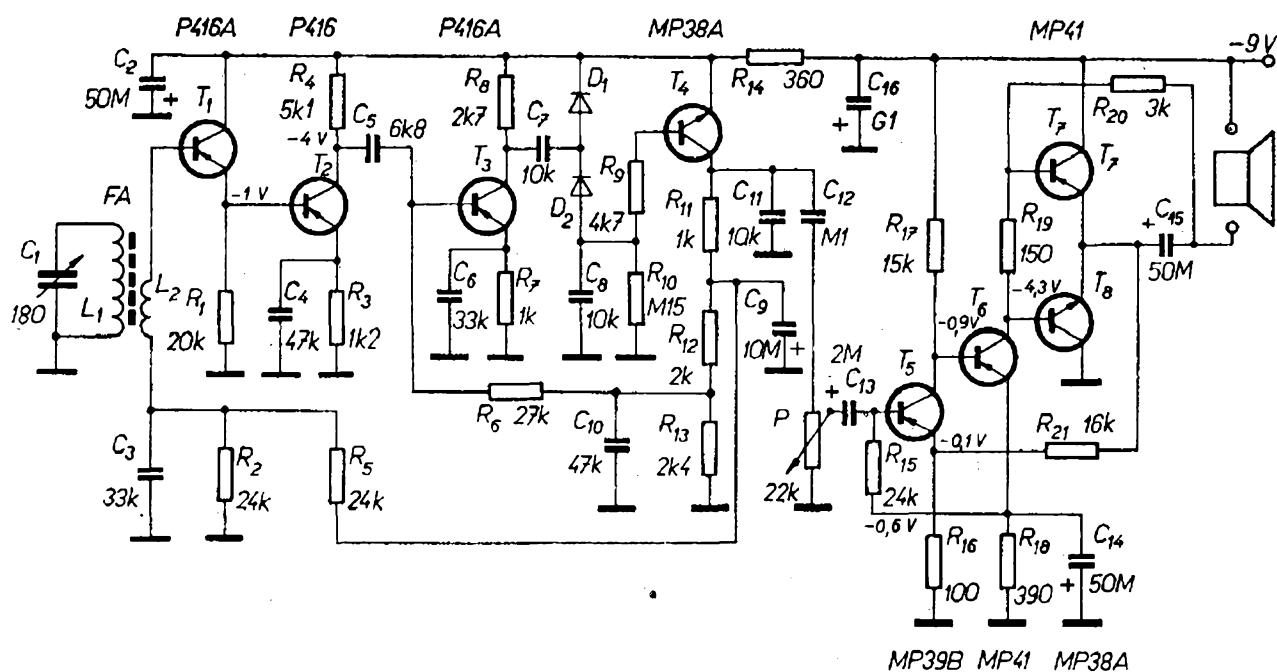 P416A P416 P416A MP38A MP41
-9V
C2 50M +
T1
R4 5k1
-4V
C5 6k8
T2
-1V
R8 2k7
C7 10k
D1
D2
T3
T4
R14 360
C16 G1 +
R20 3k
T7
T7
FA
C1 180
L1
L2
R1 20k
C4 47k
R3 1k2
C6 33k
R7 1k
C8 10k
R9 4k7
R10 M15
R11 1k
C11 10k
C12 M1
R12 2k
C9 10M +
R17 15k
R19 150
+ C15 50M
-4,3V
T8
-0,9V
T6
T5
2M + C13
R6 27k
C10 47k
R13 2k4
P 22k
R15 24k
-0,1V
R21 16k
C3 33k
R2 24k
R5 24k
-0,6V
R16 100
R18 390
C14 50M +
MP39B MP41 MP38A